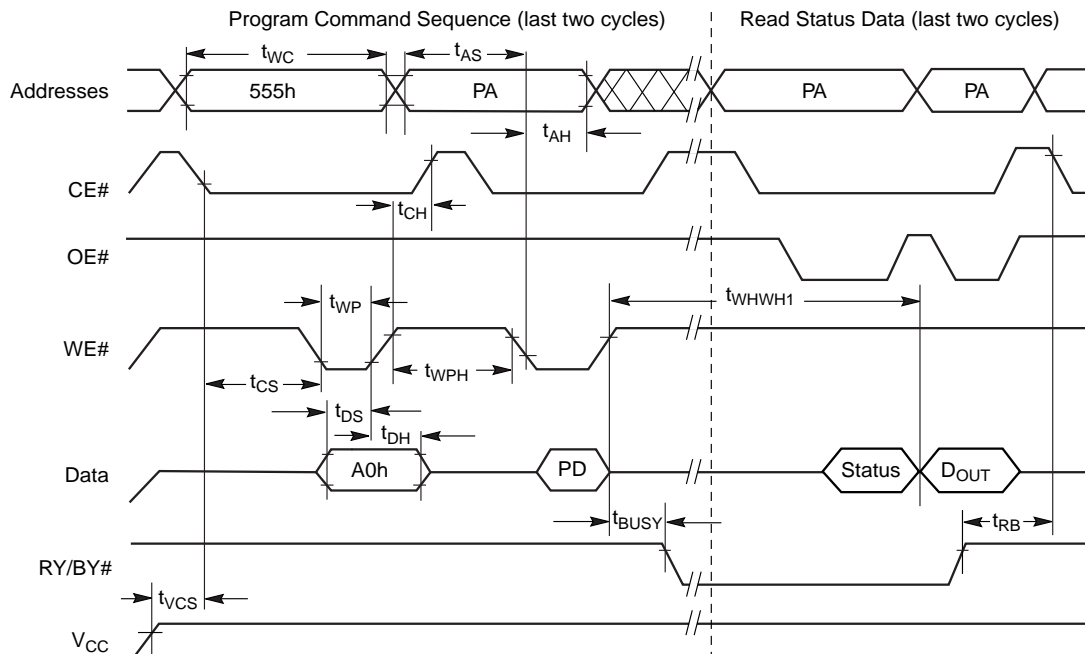 Program Command Sequence (last two cycles)
Read Status Data (last two cycles)
tWC
tAS
Addresses
555h
PA
PA
PA
tAH
CE#
tCH
OE#
tWP
tWHWH1
WE#
tCS
tWPH
tDS
tDH
Data
A0h
PD
Status
DOUT
tBUSY
tRB
RY/BY#
tVCS
VCC